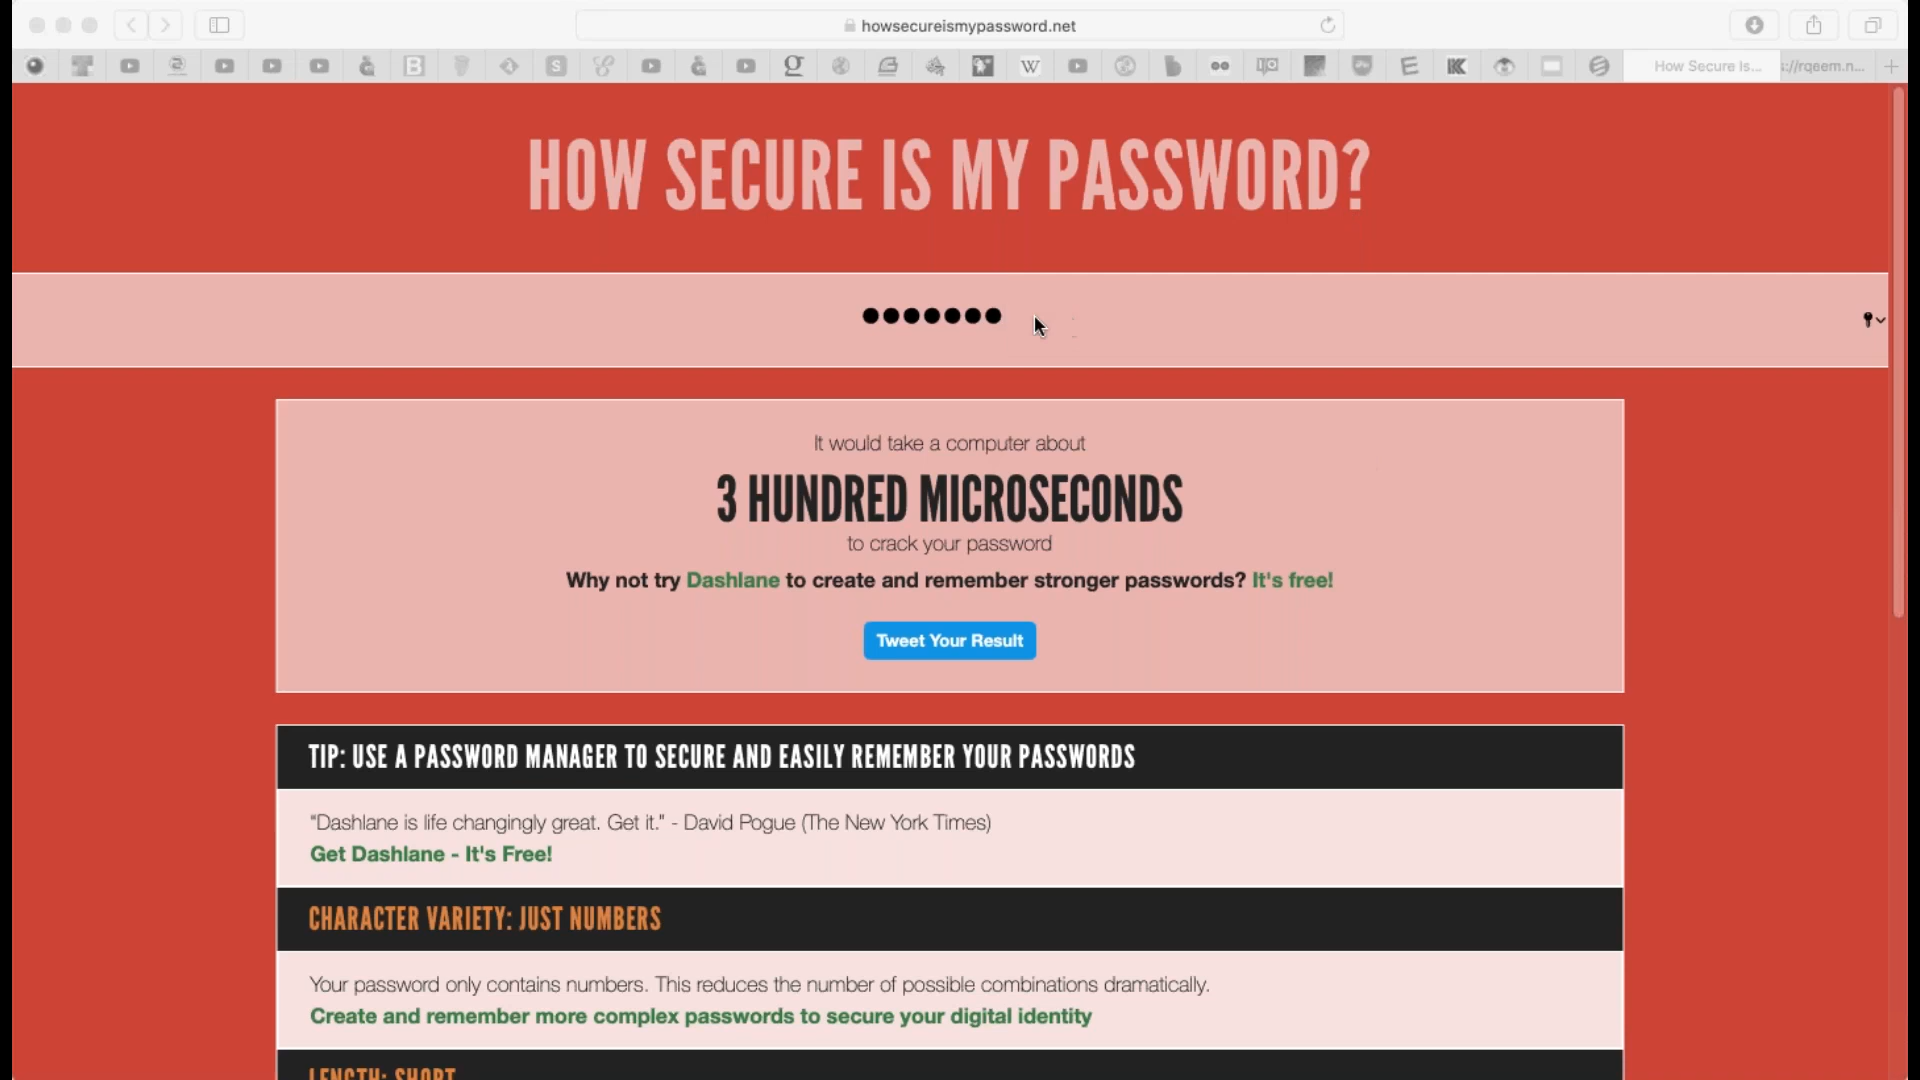 howsecureismypassword.net
How Secure Is...
s://rqeem.n...
HOW SECURE IS MY PASSWORD?
It would take a computer about
3 HUNDRED MICROSECONDS
to crack your password
Why not try Dashlane to create and remember stronger passwords? It's free!
Tweet Your Result
TIP: USE A PASSWORD MANAGER TO SECURE AND EASILY REMEMBER YOUR PASSWORDS
"Dashlane is life changingly great. Get it." - David Pogue (The New York Times)
Get Dashlane - It's Free!
CHARACTER VARIETY: JUST NUMBERS
Your password only contains numbers. This reduces the number of possible combinations dramatically.
Create and remember more complex passwords to secure your digital identity
LENGTH: SHORT